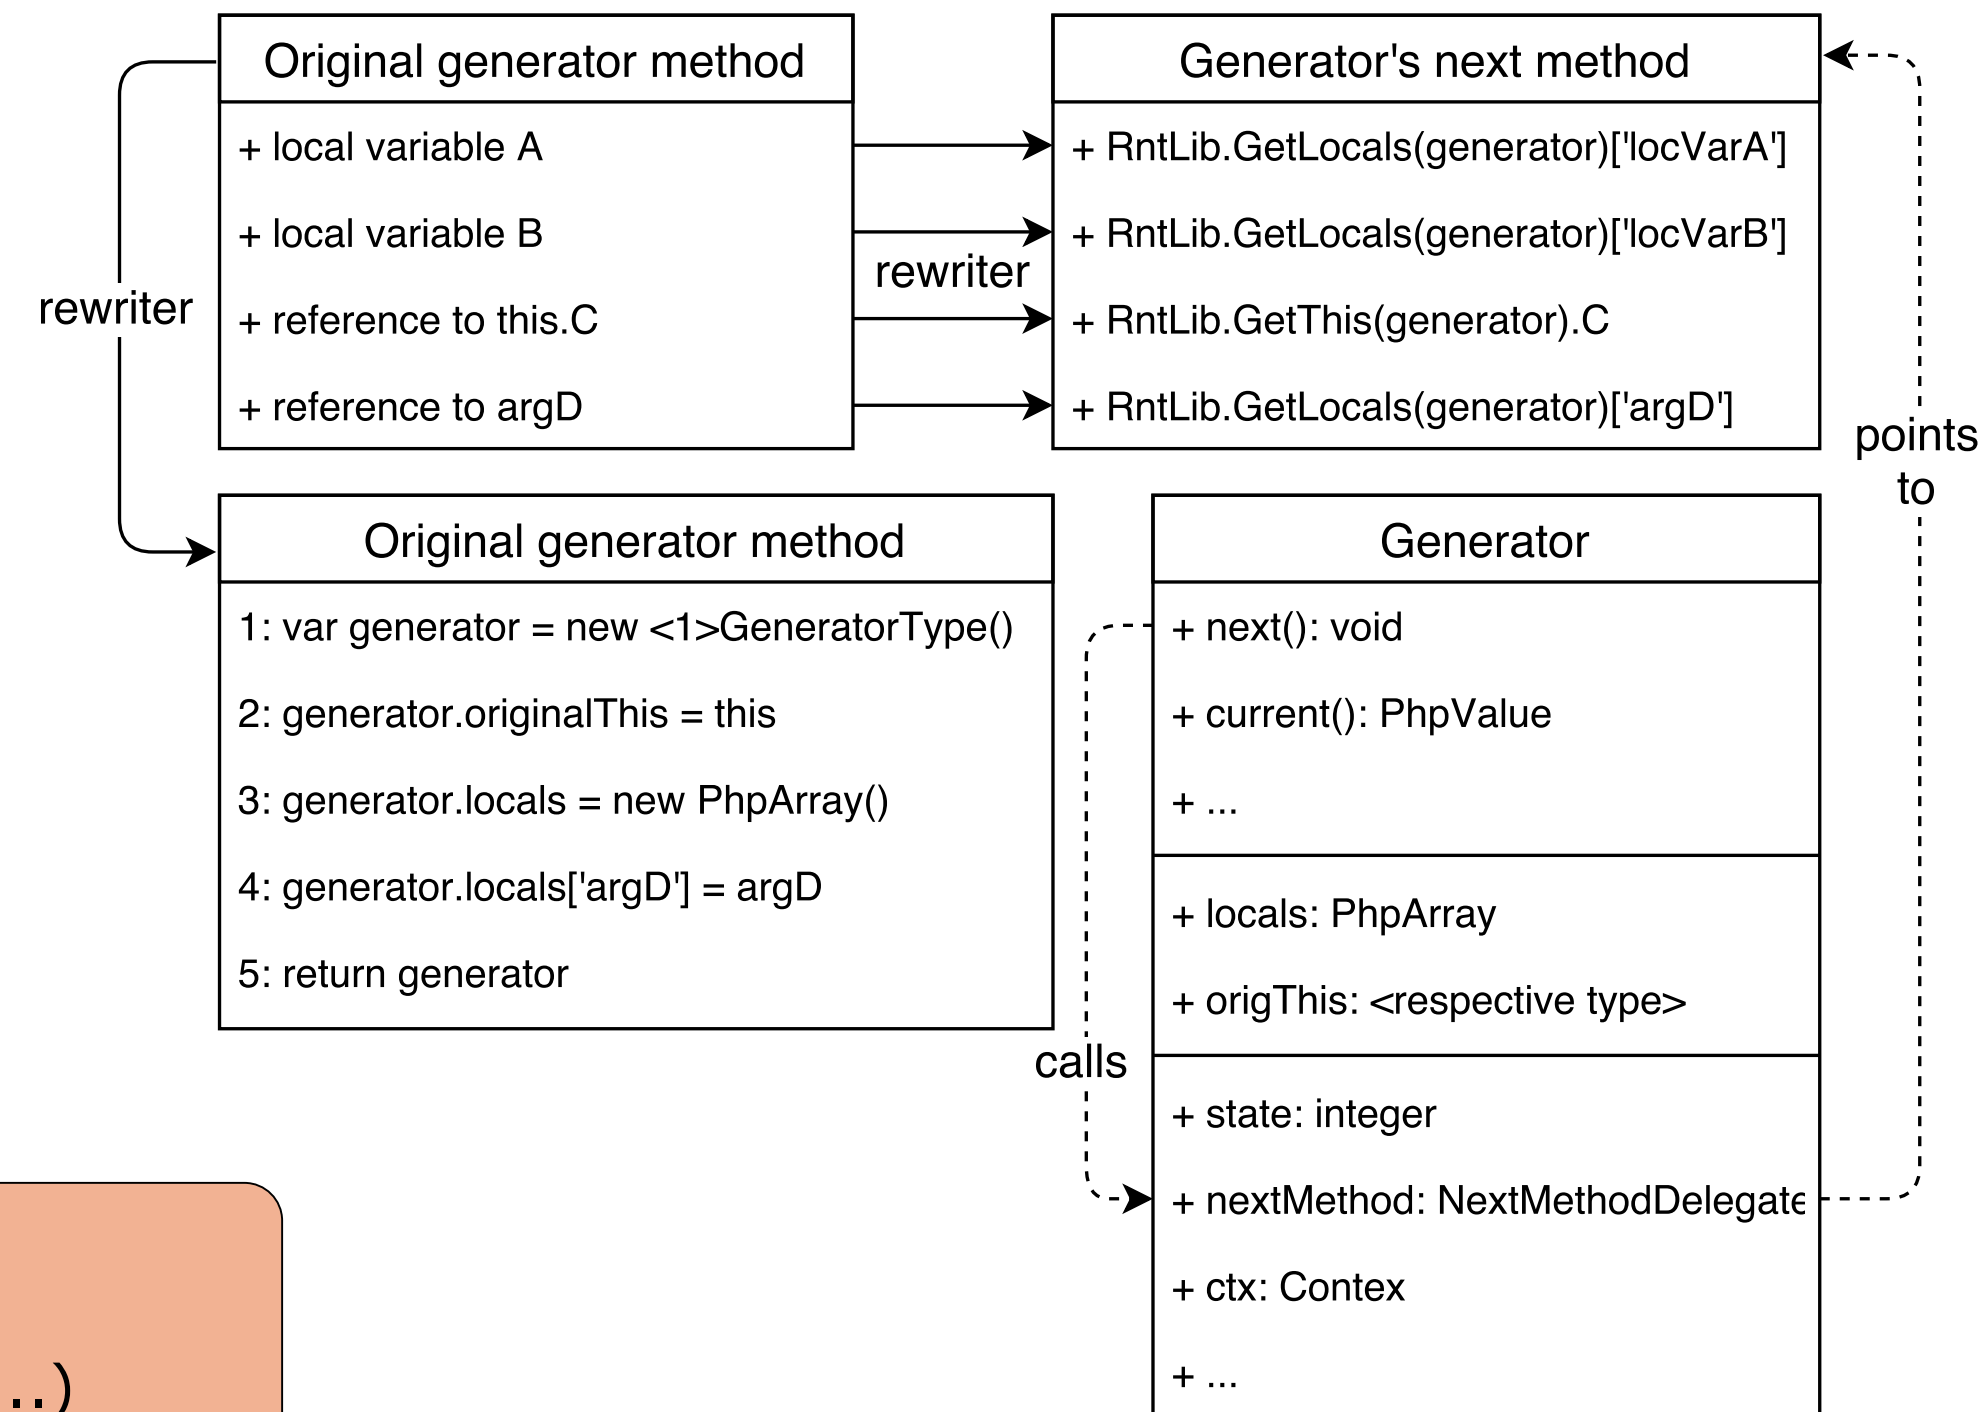 Original generator method
+ local variable A
+ local variable B
+ reference to this.C
+ reference to argD
rewriter
rewriter
Generator's next method
+ RntLib.GetLocals(generator)['locVarA']
+ RntLib.GetLocals(generator)['locVarB']
+ RntLib.GetThis(generator).C
+ RntLib.GetLocals(generator)['argD']
points
to
Original generator method
1: var generator = new <1>GeneratorType()
2: generator.originalThis = this
3: generator.locals = new PhpArray()
4: generator.locals['argD'] = argD
5: return generator
calls
Generator
+ next(): void
+ current(): PhpValue
+ ...
+ locals: PhpArray
+ origThis: <respective type>
+ state: integer
+ nextMethod: NextMethodDelegate
+ ctx: Contex
+ ...
..)